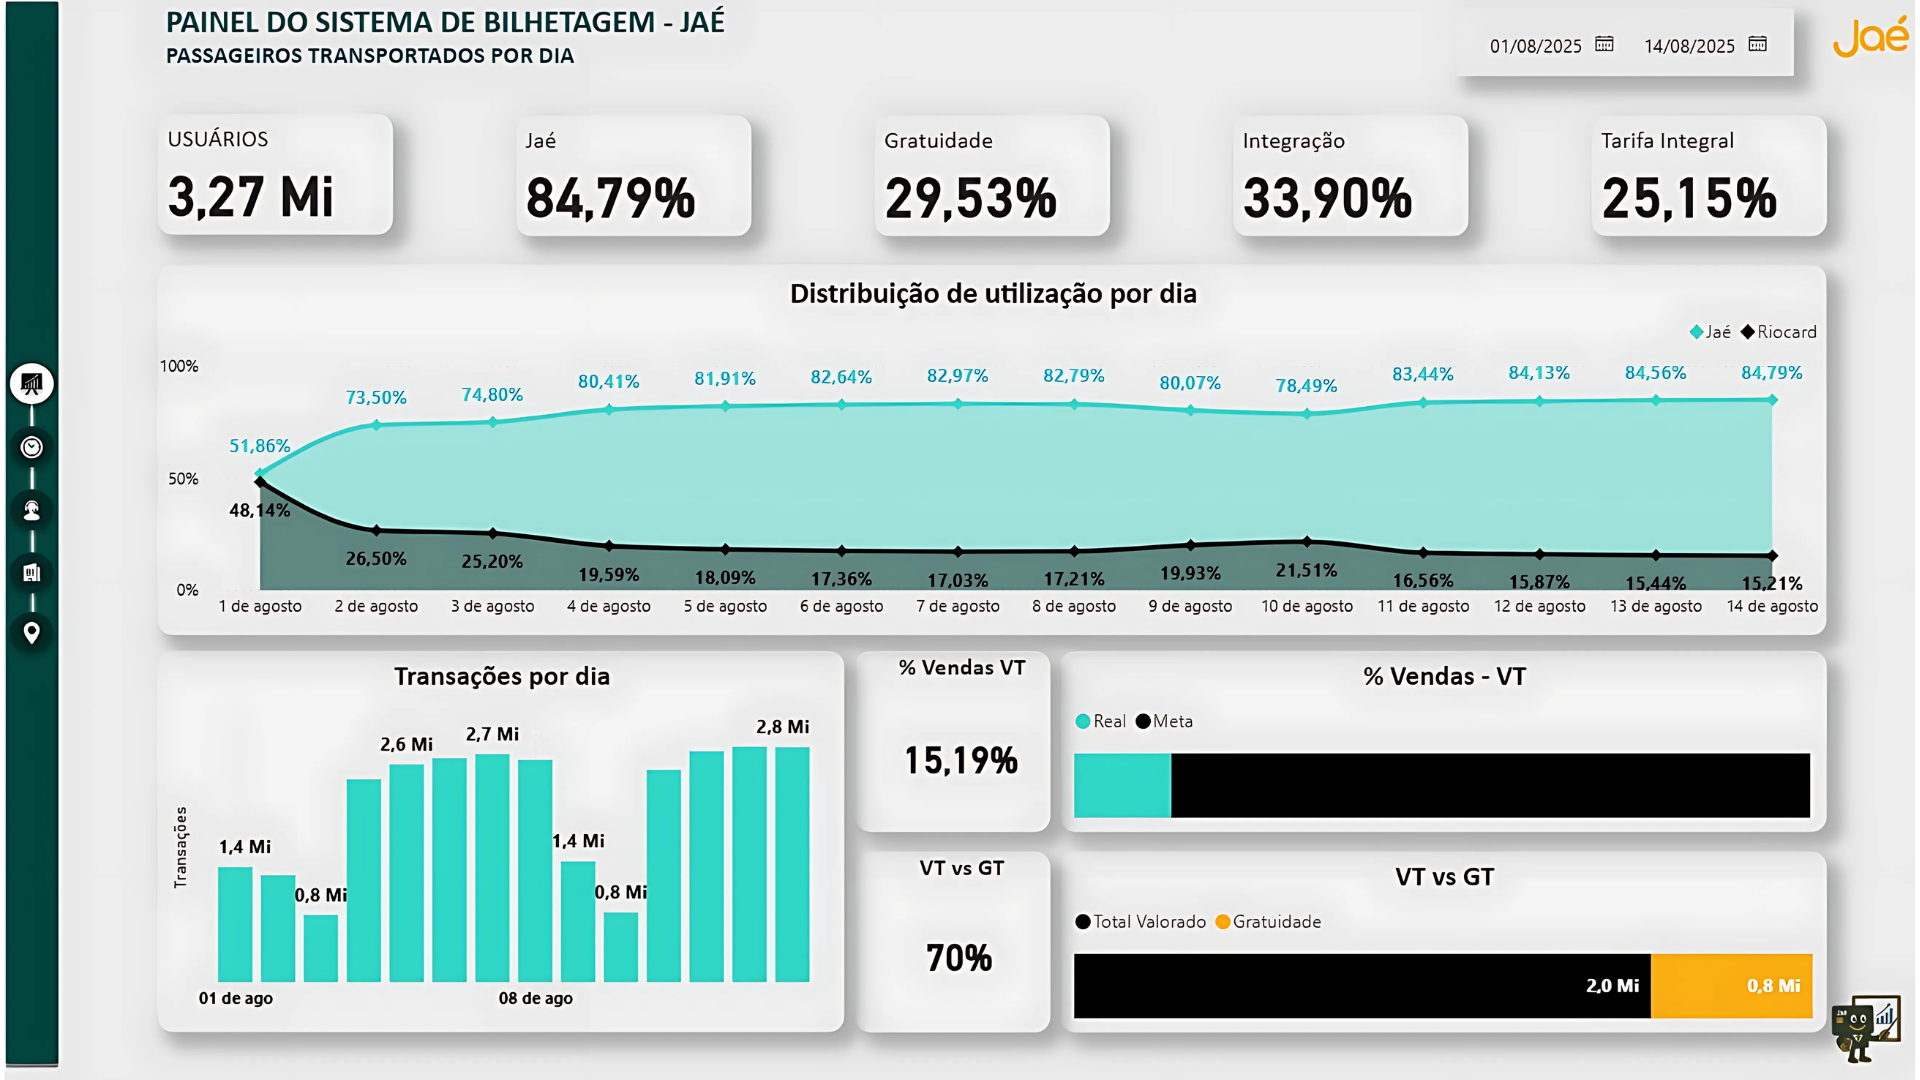 PAINEL DO SISTEMA DE BILHETAGEM - JAÉ
PASSAGEIROS TRANSPORTADOS POR DIA
01/08/2025 14/08/2025
Jaé
USUÁRIOS
3,27 Mi
Jaé
84,79%
Gratuidade
29,53%
Integração
33,90%
Tarifa Integral
25,15%
Distribuição de utilização por dia
Jaé Riocard
100%
50%
0%
51,86% 73,50% 74,80% 80,41% 81,91% 82,64% 82,97% 82,79% 80,07% 78,49% 83,44% 84,13% 84,56% 84,79%
48,14% 26,50% 25,20% 19,59% 18,09% 17,36% 17,03% 17,21% 19,93% 21,51% 16,56% 15,87% 15,44% 15,21%
1 de agosto 2 de agosto 3 de agosto 4 de agosto 5 de agosto 6 de agosto 7 de agosto 8 de agosto 9 de agosto 10 de agosto 11 de agosto 12 de agosto 13 de agosto 14 de agosto
Transações por dia
Transações
1,4 Mi 0,8 Mi 2,6 Mi 2,7 Mi 1,4 Mi 0,8 Mi 2,8 Mi
01 de ago 08 de ago
% Vendas VT
15,19%
% Vendas - VT
Real Meta
VT vs GT
70%
VT vs GT
Total Valorado Gratuidade
2,0 Mi 0,8 Mi